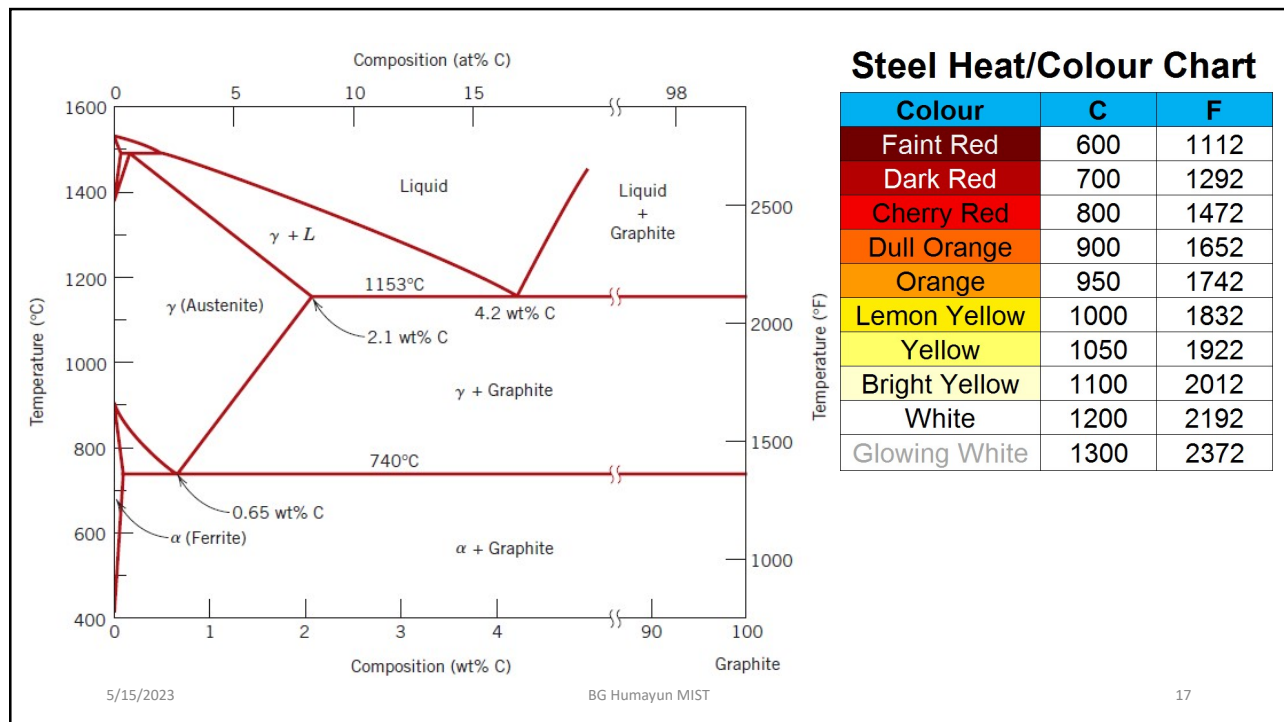 Composition (at% C)
0 5 10 15 98
1600
1400
1200
1000
800
600
400
Temperature (°C)
Liquid
Liquid
+
Graphite
γ + L
1153°C
γ (Austenite)
4.2 wt% C
2.1 wt% C
γ + Graphite
740°C
0.65 wt% C
α (Ferrite)
α + Graphite
2500
2000
1500
1000
Temperature (°F)
0 1 2 3 4 90 100
Composition (wt% C)
Graphite
Steel Heat/Colour Chart
Colour C F
Faint Red 600 1112
Dark Red 700 1292
Cherry Red 800 1472
Dull Orange 900 1652
Orange 950 1742
Lemon Yellow 1000 1832
Yellow 1050 1922
Bright Yellow 1100 2012
White 1200 2192
Glowing White 1300 2372
5/15/2023 BG Humayun MIST 17